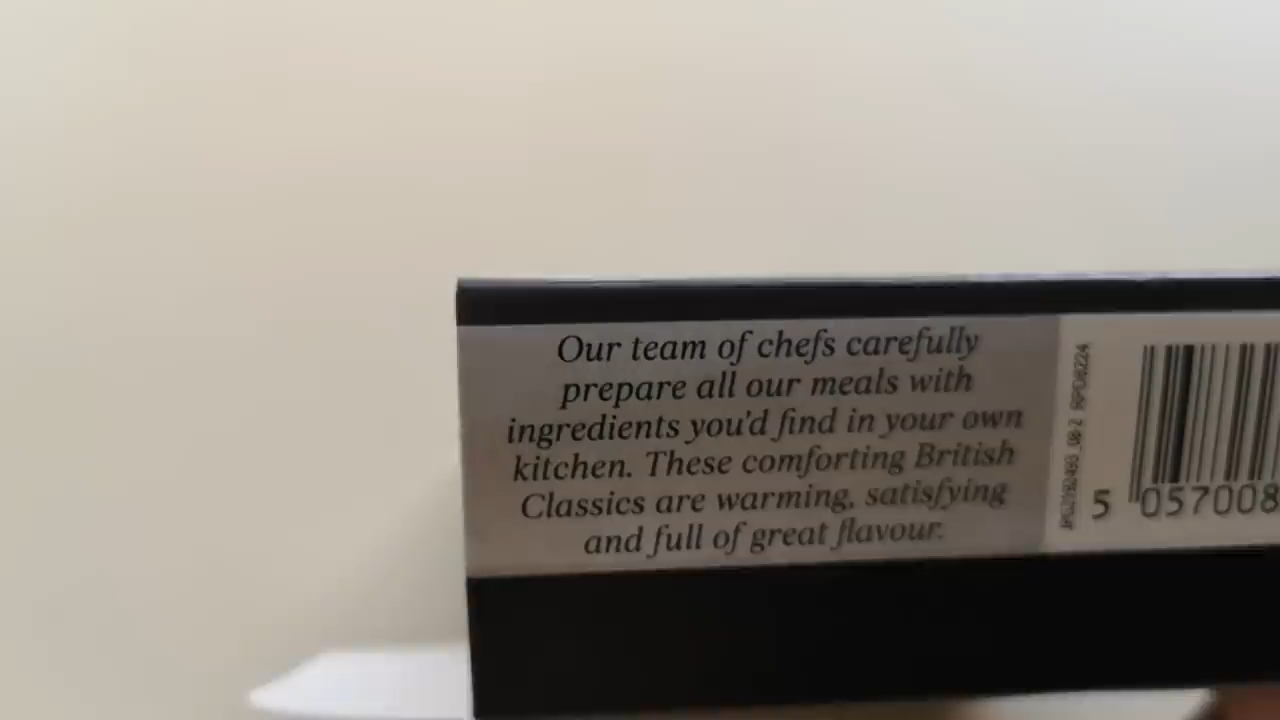 Our team of chefs carefully
prepare all our meals with
ingredients you'd find in your own
kitchen. These comforting British
Classics are warming, satisfying
and full of great flavour.
5 057008